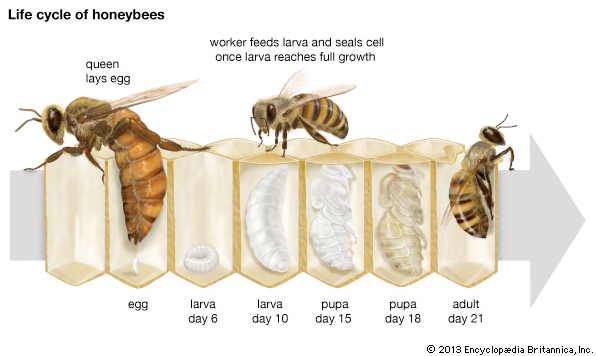 Life cycle of honeybees
queen
lays egg
worker feeds larva and seals cell
once larva reaches full growth
egg
larva
day 6
larva
day 10
pupa
day 15
pupa
day 18
adult
day 21
© 2013 Encyclopædia Britannica, Inc.